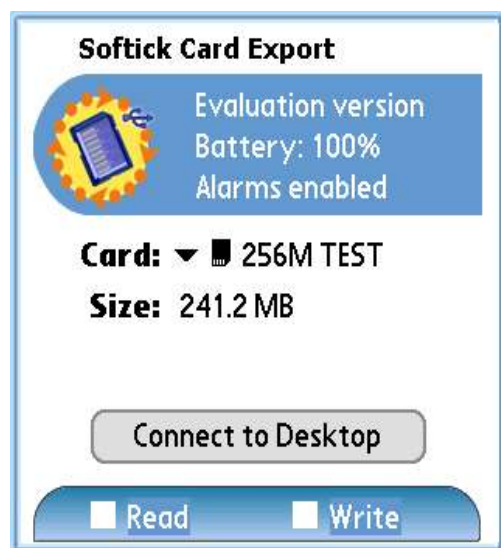 Softick Card Export
Evaluation version
Battery: 100%
Alarms enabled
Card: 256M TEST
Size: 241.2 MB
Connect to Desktop
Read Write